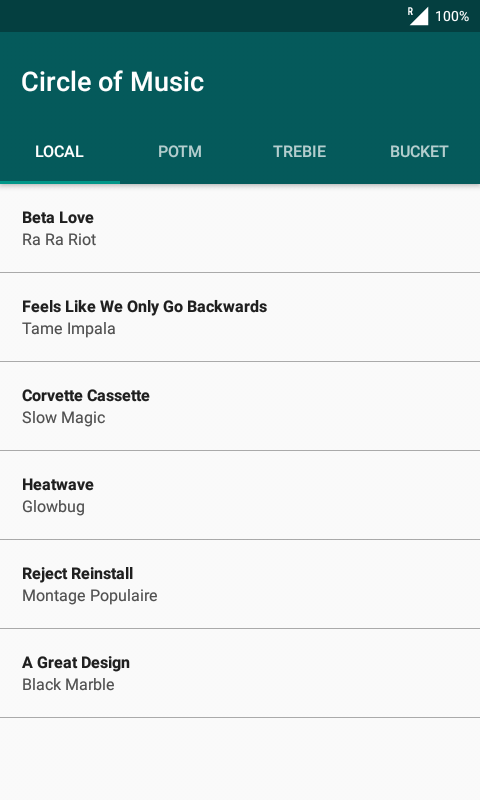 R 100%
Circle of Music
LOCAL POTM TREBIE BUCKET
Beta Love
Ra Ra Riot
Feels Like We Only Go Backwards
Tame Impala
Corvette Cassette
Slow Magic
Heatwave
Glowbug
Reject Reinstall
Montage Populaire
A Great Design
Black Marble